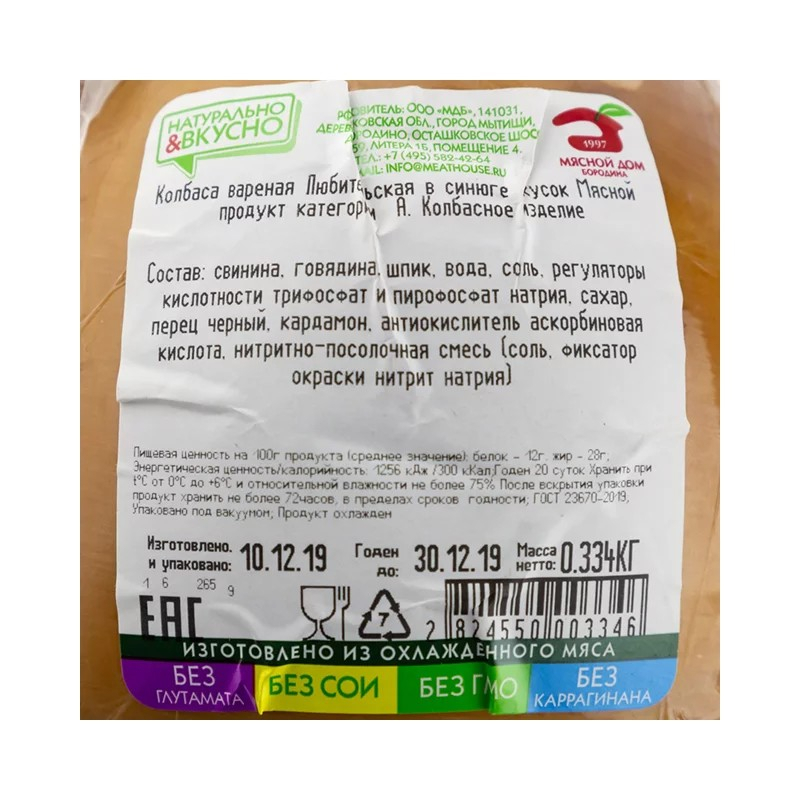 НАТУРАЛЬНО
&ВКУСНО
ОВИТЕЛЬ: ООО «МДБ», 141031,
КОВСКАЯ ОБЛ., ГОРОД МЫТИЩИ,
ДЕРЕВ ОДИНО, ОСТАШКОВСКОЕ ШОС
59, ЛИТЕРА 1Б, ПОМЕЩЕНИЕ 4.
ТЕЛ.: +7 (495) 582-42-64
AIL: INFO@MEATHOUSE.RU
1997
МЯСНОЙ ДОМ
БОРОДИНА
Колбаса вареная Любительская в синюге кусок Мясной
продукт категории А. Колбасное изделие
Состав: свинина, говядина, шпик, вода, соль, регуляторы
кислотности трифосфат и пирофосфат натрия, сахар,
перец черный, кардамон, антиокислитель аскорбиновая
кислота, нитритно-посолочная смесь (соль, фиксатор
окраски нитрит натрия)
Пищевая ценность на 100г продукта (среднее значение): белок - 12г. жир - 28г,
Энергетическая ценность/калорийность: 1256 кДж /300 кКал;Годен 20 суток Хранить при
t°C от 0°C до +6°C и относительной влажности не более 75% После вскрытия упаковки
продукт хранить не более 72часов, в пределах сроков годности; ГОСТ 23670-2019;
Упаковано под вакуумом; Продукт охлажден
Изготовлено. и упаковано: 10.12.19 Годен до: 30.12.19 Масса нетто: 0.334КГ
1 6 265 9
ЕАС
7
2 824550 003346
ИЗГОТОВЛЕНО ИЗ ОХЛАЖДЕННОГО МЯСА
БЕЗ ГЛУТАМАТА
БЕЗ СОИ
БЕЗ ГМО
БЕЗ КАРРАГИНАНА